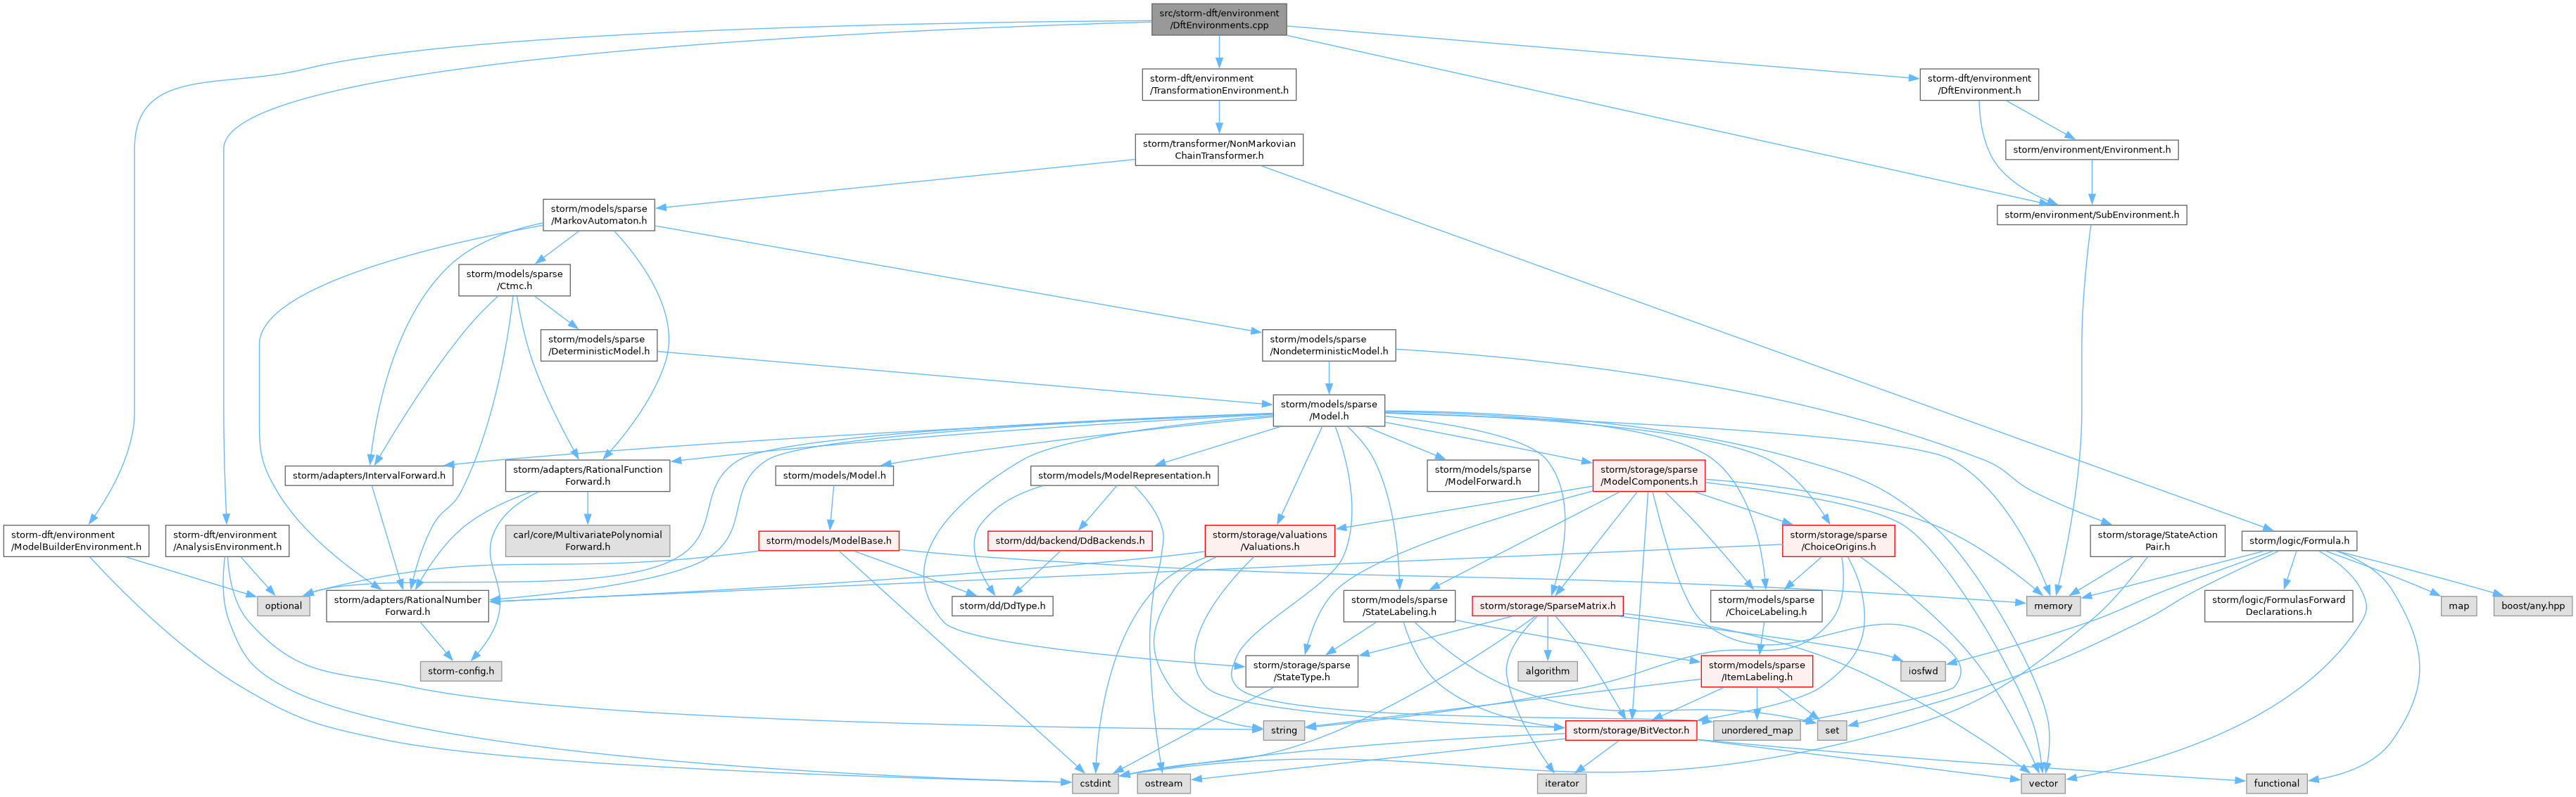 src/storm-dft/environment
/DftEnvironments.cpp
storm-dft/environment
/TransformationEnvironment.h
storm-dft/environment
/DftEnvironment.h
storm/transformer/NonMarkovian
ChainTransformer.h
storm/environment/Environment.h
storm/models/sparse
/MarkovAutomaton.h
storm/environment/SubEnvironment.h
storm/models/sparse
/Ctmc.h
storm/models/sparse
/DeterministicModel.h
storm/models/sparse
/NondeterministicModel.h
storm/models/sparse
/Model.h
storm/adapters/IntervalForward.h
storm/adapters/RationalFunction
Forward.h
storm/models/Model.h
storm/models/ModelRepresentation.h
storm/models/sparse
/ModelForward.h
storm/storage/sparse
/ModelComponents.h
storm-dft/environment
/ModelBuilderEnvironment.h
storm-dft/environment
/AnalysisEnvironment.h
carl/core/MultivariatePolynomial
Forward.h
storm/models/ModelBase.h
storm/dd/backend/DdBackends.h
storm/storage/valuations
/Valuations.h
storm/storage/sparse
/ChoiceOrigins.h
storm/storage/StateAction
Pair.h
storm/logic/Formula.h
optional
storm/adapters/RationalNumber
Forward.h
storm/dd/DdType.h
storm/models/sparse
/StateLabeling.h
storm/storage/SparseMatrix.h
storm/models/sparse
/ChoiceLabeling.h
memory
storm/logic/FormulasForward
Declarations.h
map
boost/any.hpp
storm-config.h
storm/storage/sparse
/StateType.h
algorithm
storm/models/sparse
/ItemLabeling.h
iosfwd
string
storm/storage/BitVector.h
unordered_map
set
cstdint
ostream
iterator
vector
functional